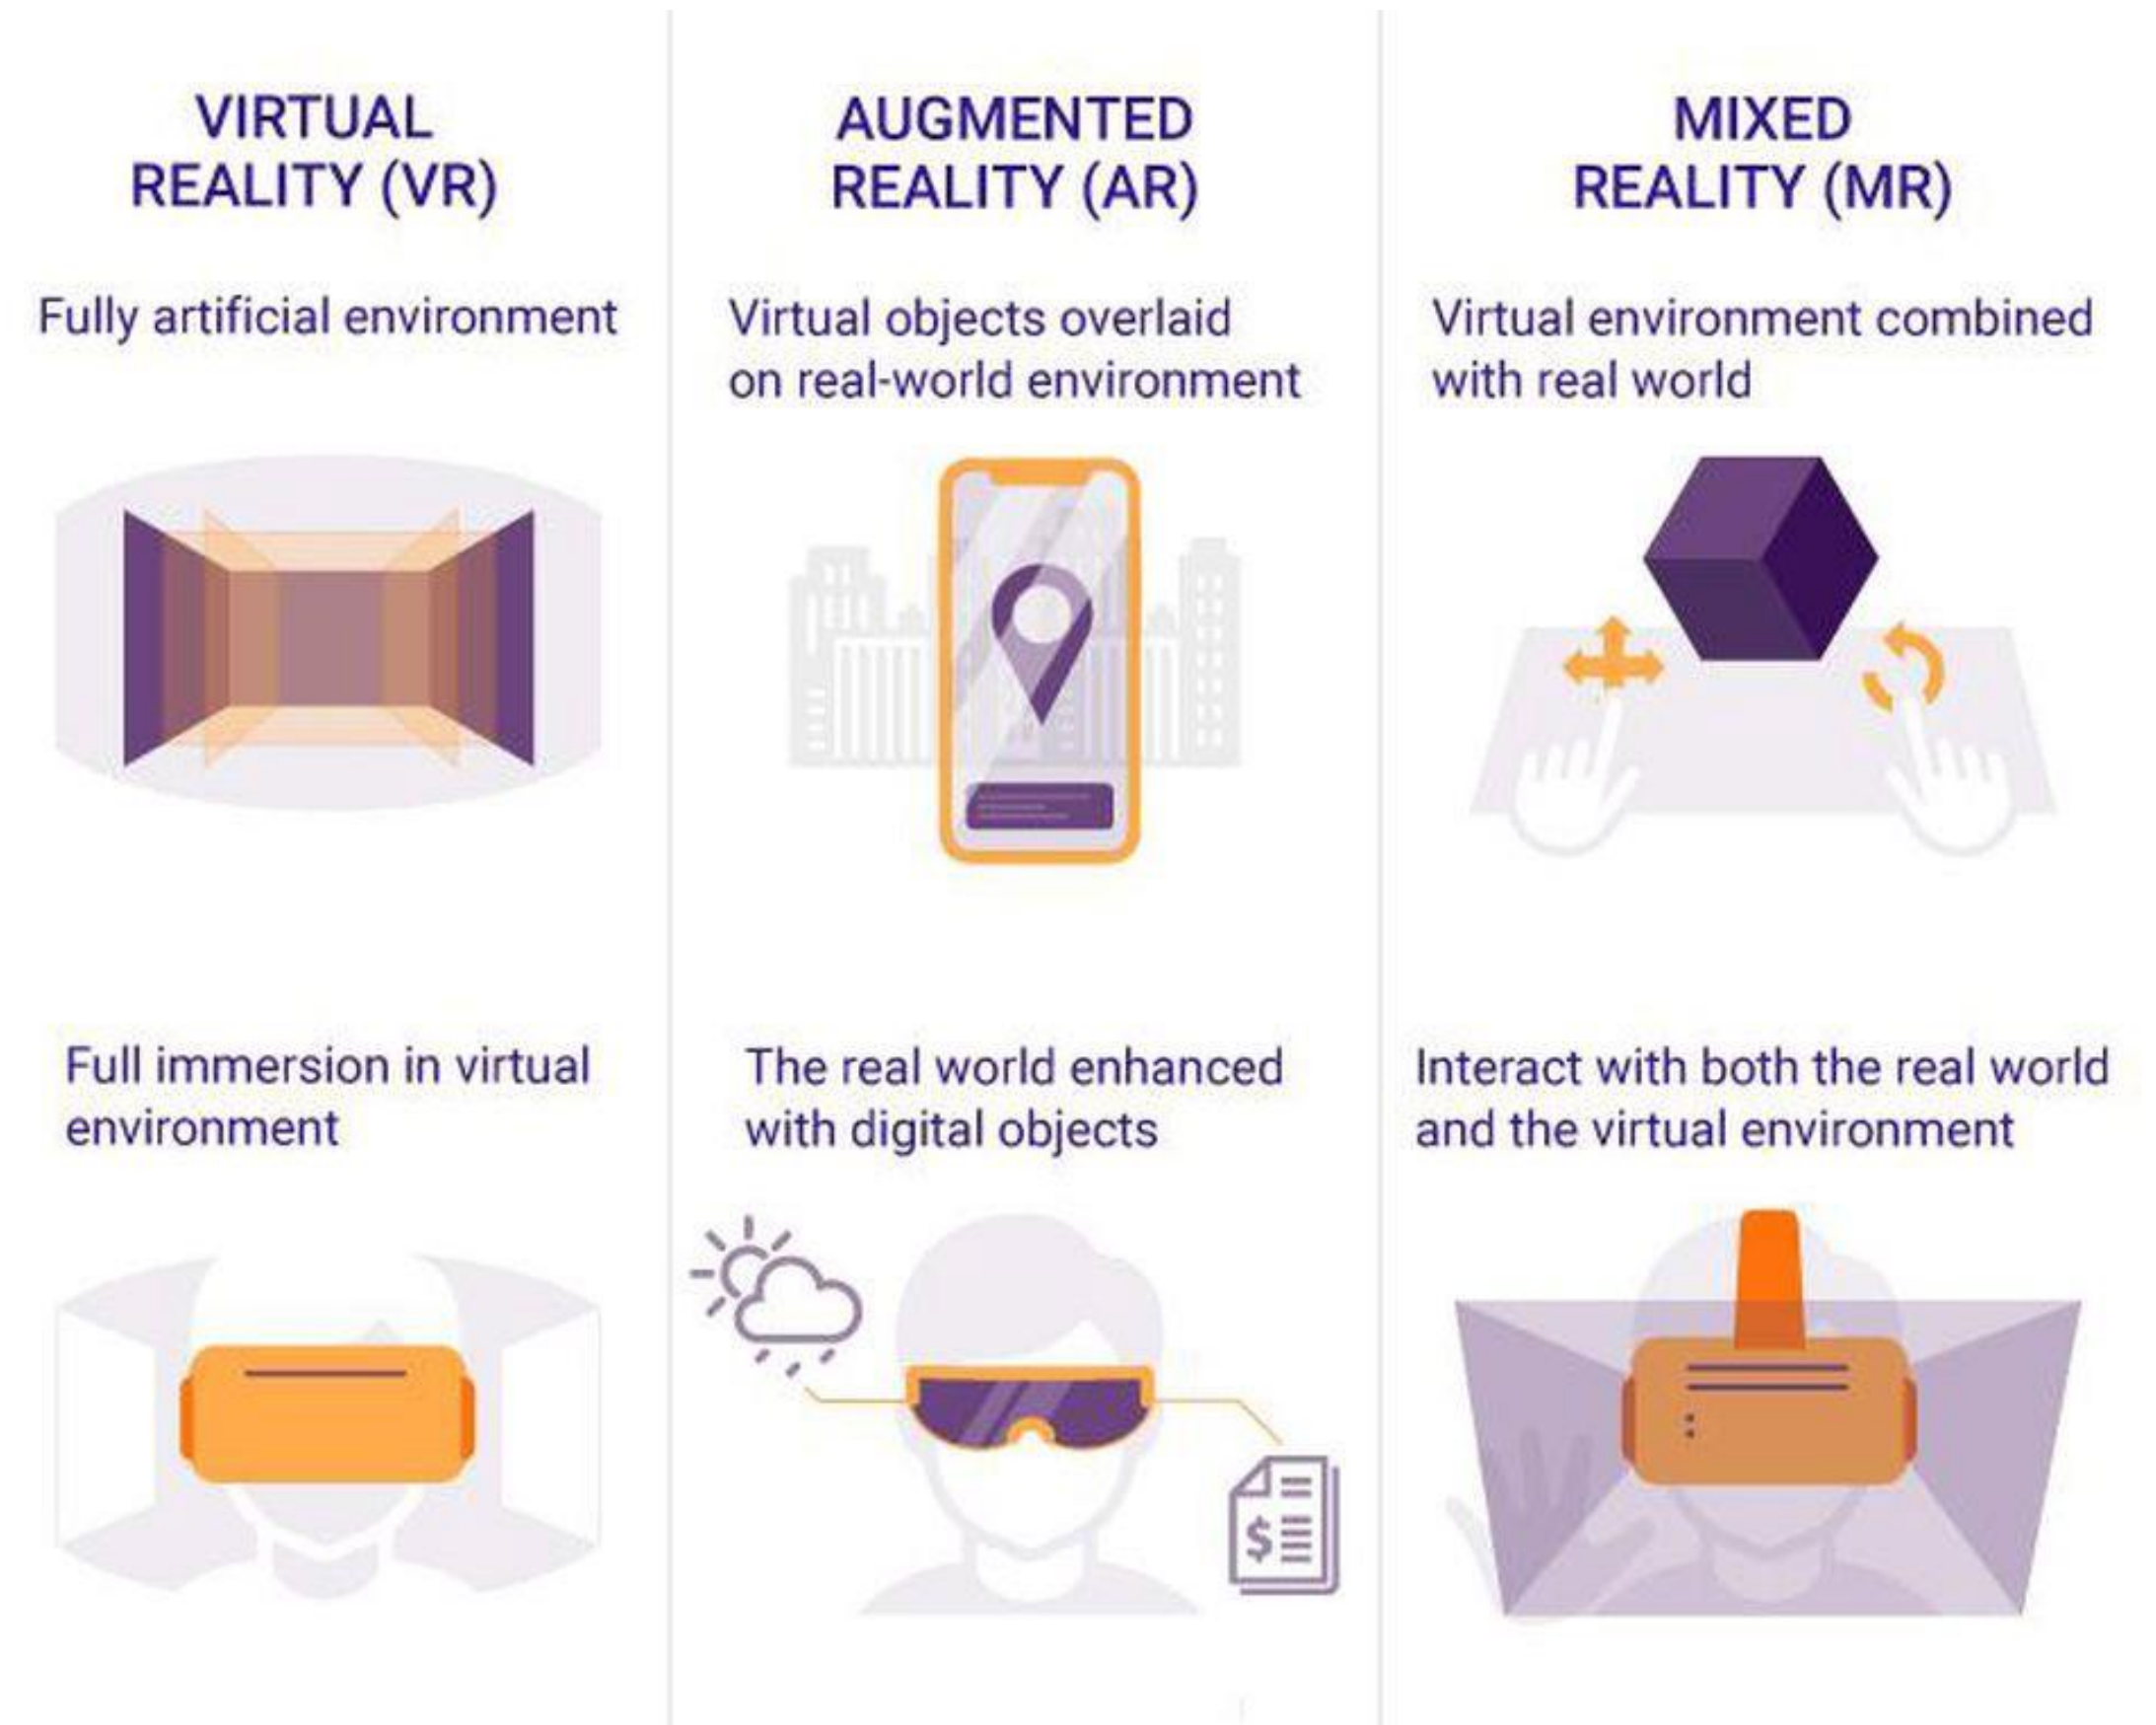 VIRTUAL
REALITY (VR)
Fully artificial environment
Full immersion in virtual
environment
AUGMENTED
REALITY (AR)
Virtual objects overlaid
on real-world environment
The real world enhanced
with digital objects
$
MIXED
REALITY (MR)
Virtual environment combined
with real world
Interact with both the real world
and the virtual environment